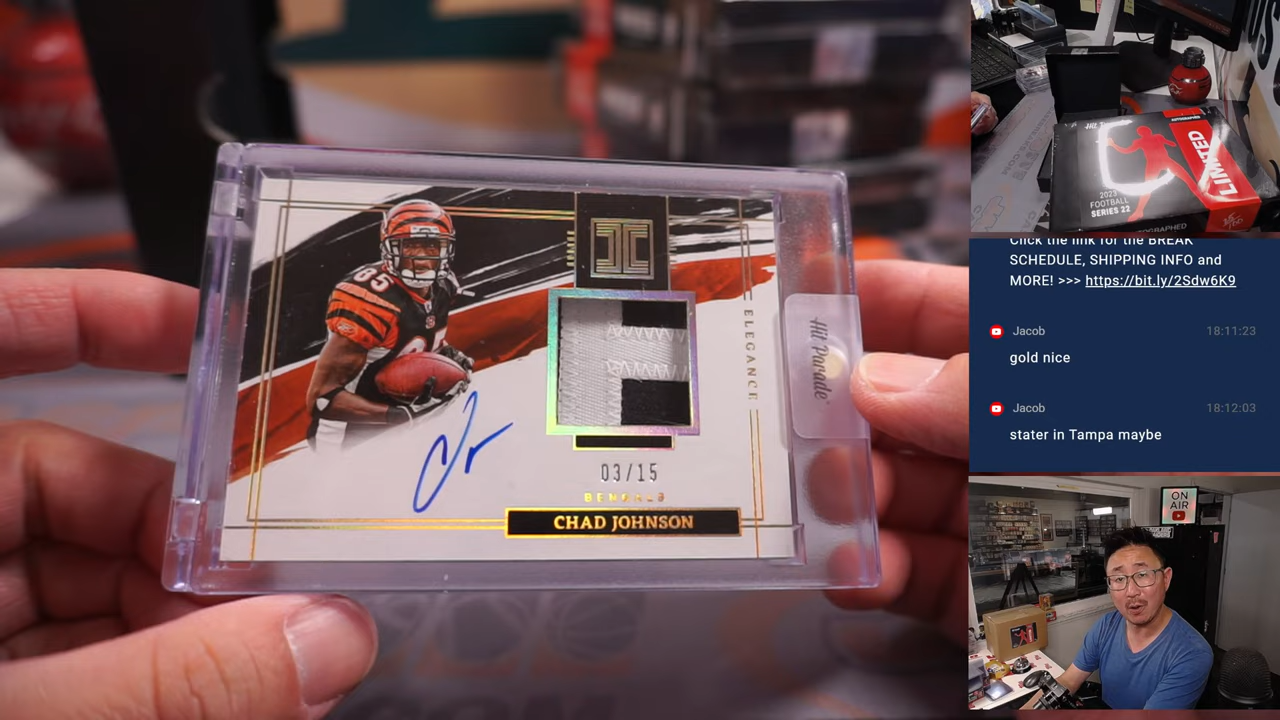 85
ELEGANCE
03/15
BENGALS
CHAD JOHNSON
Hit Parade
LIMITED
2023
FOOTBALL
SERIES 22
Click the link for the BREAK
SCHEDULE, SHIPPING INFO and
MORE! >>> https://bit.ly/2Sdw6K9
Jacob 18:11:23
gold nice
Jacob 18:12:03
stater in Tampa maybe
ON
AIR